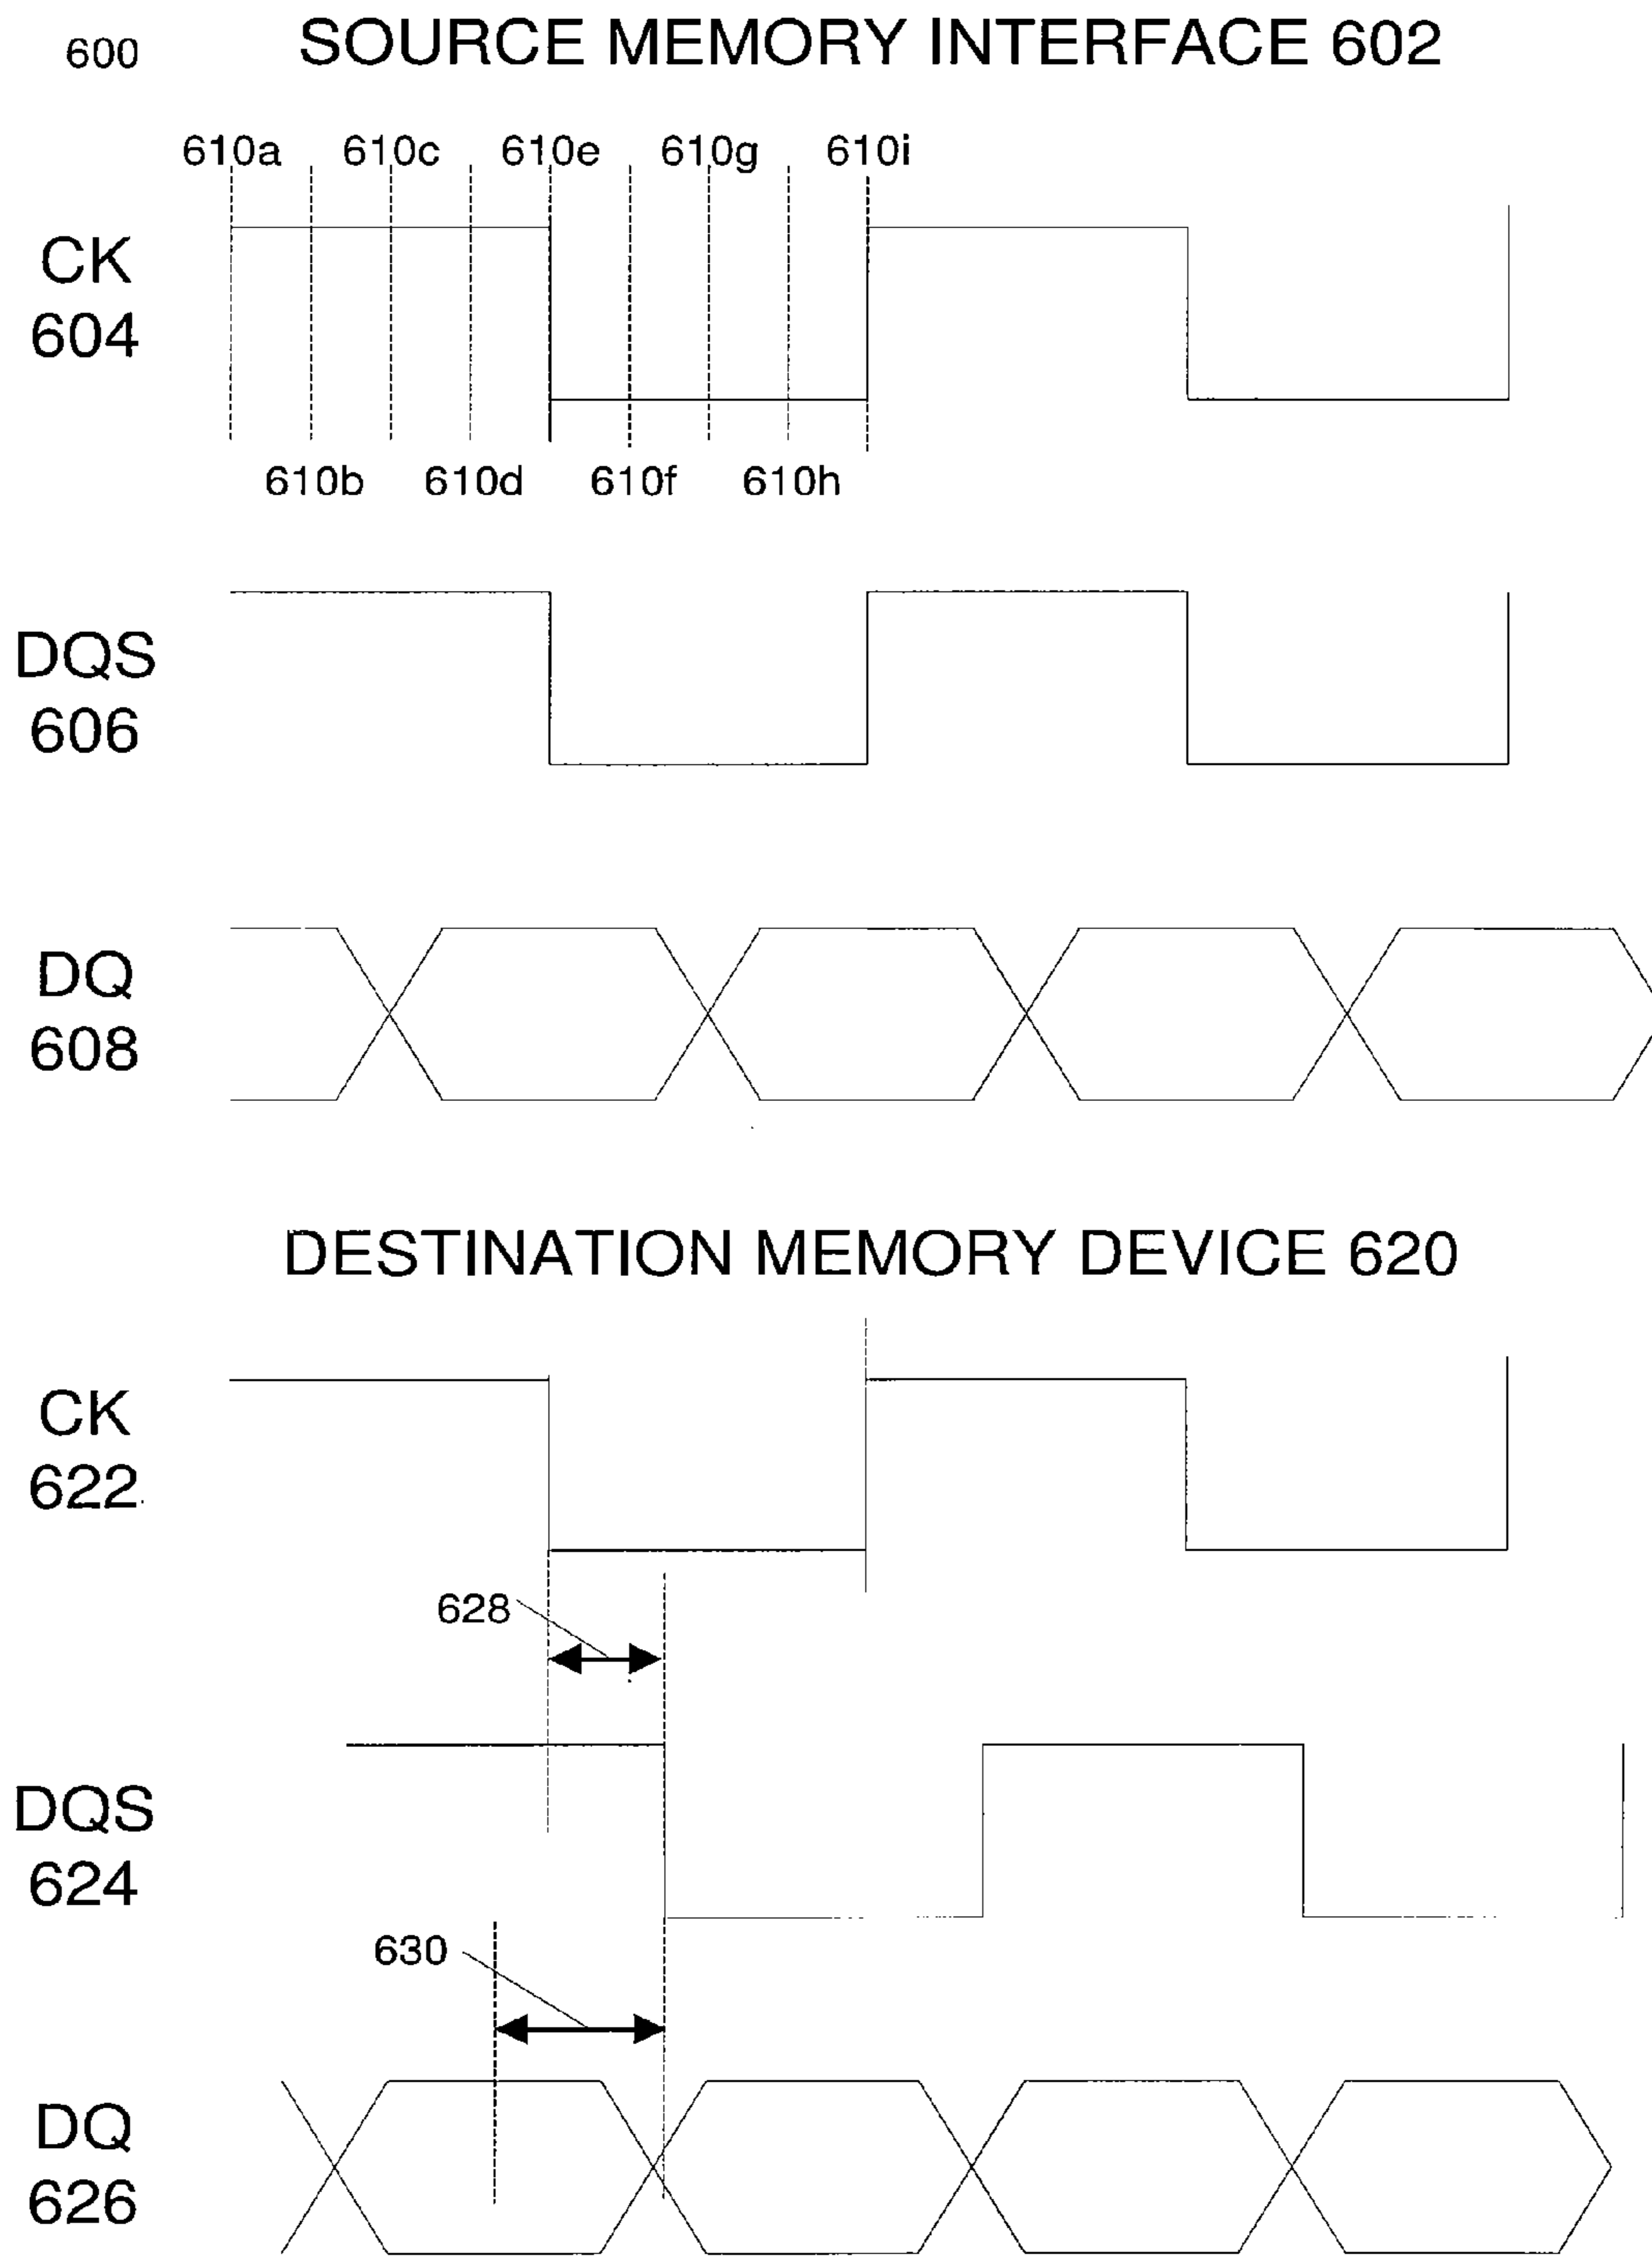 600
SOURCE MEMORY INTERFACE 602
610a 610c 610e 610g 610i
CK
604
610b 610d 610f 610h
DQS
606
DQ
608
DESTINATION MEMORY DEVICE 620
CK
622
628
DQS
624
630
DQ
626